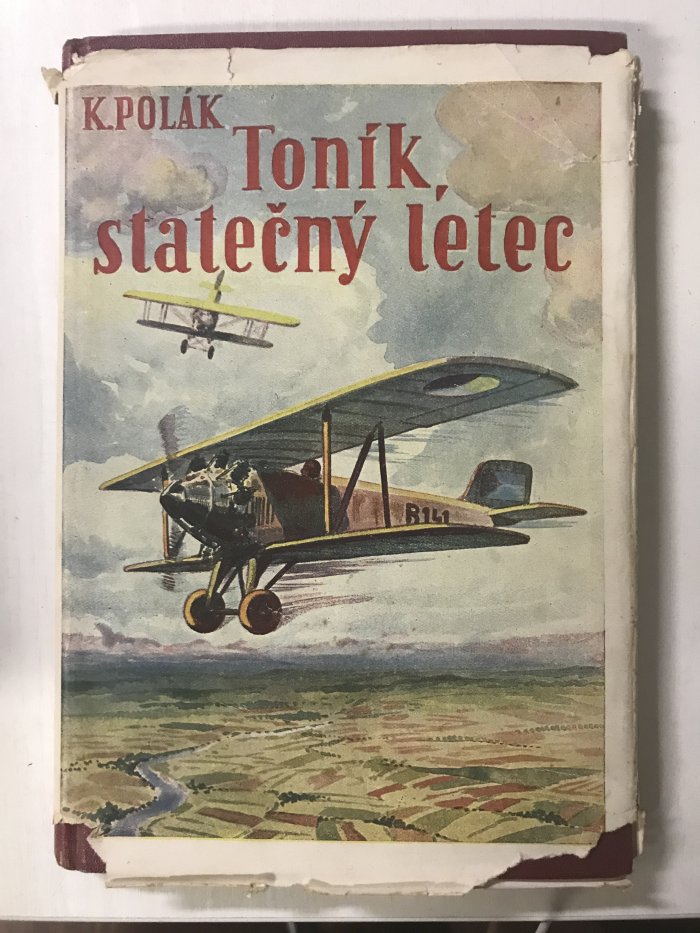 K.POLÁK
Toník,
statečný letec
B141